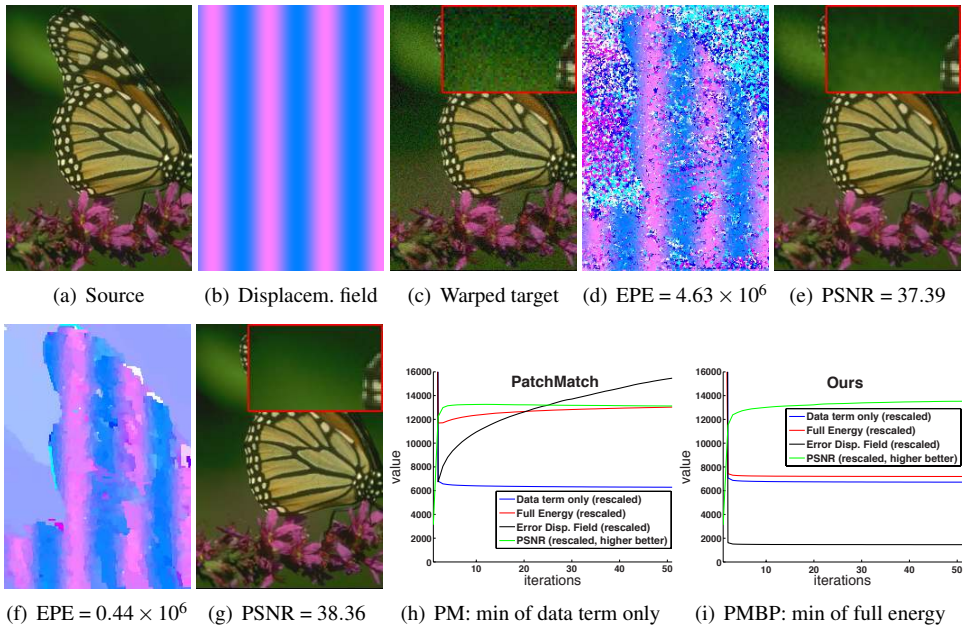 (a) Source
(b) Displacem. field
(c) Warped target
(d) EPE = 4.63 × 10⁶
(e) PSNR = 37.39
16000
14000
12000
10000
8000
6000
4000
2000
0
value
PatchMatch
Data term only (rescaled)
Full Energy (rescaled)
Error Disp. Field (rescaled)
PSNR (rescaled, higher better)
10 20 30 40 50
iterations
16000
14000
12000
10000
8000
6000
4000
2000
0
value
Ours
Data term only (rescaled)
Full Energy (rescaled)
Error Disp. Field (rescaled)
PSNR (rescaled, higher better)
10 20 30 40 50
iterations
(f) EPE = 0.44 × 10⁶
(g) PSNR = 38.36
(h) PM: min of data term only
(i) PMBP: min of full energy